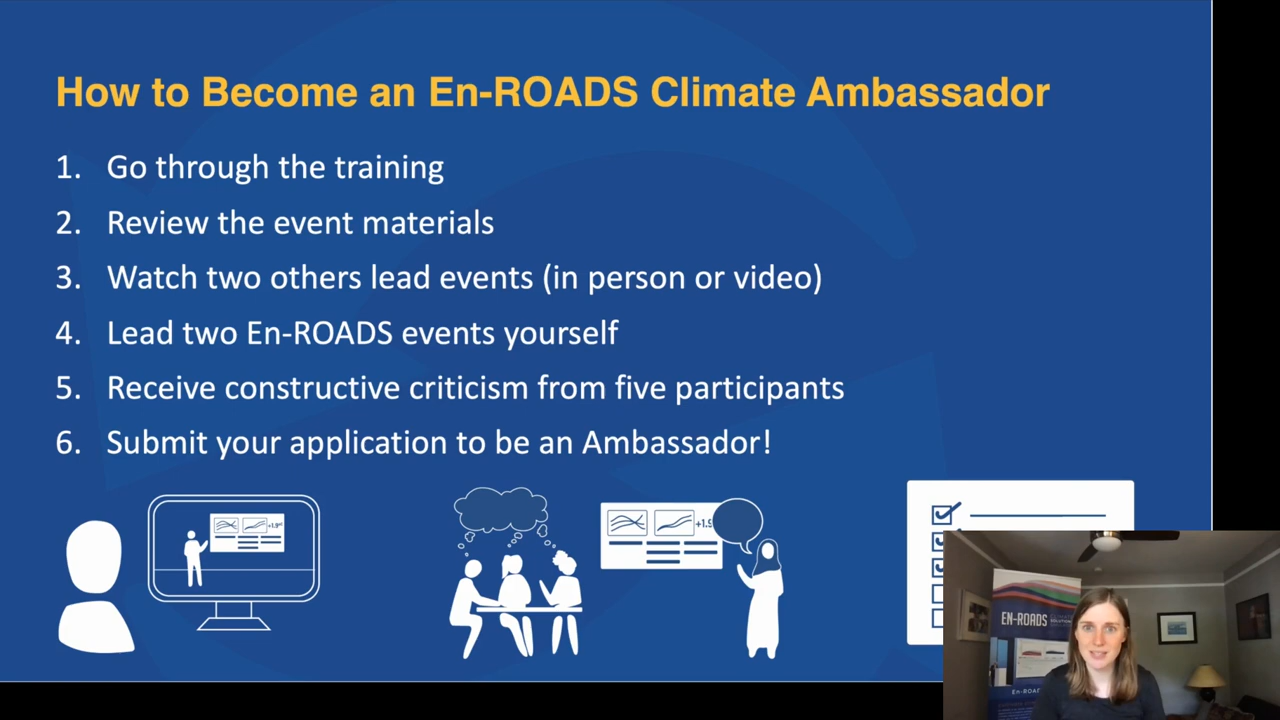 How to Become an En-ROADS Climate Ambassador
1. Go through the training
2. Review the event materials
3. Watch two others lead events (in person or video)
4. Lead two En-ROADS events yourself
5. Receive constructive criticism from five participants
6. Submit your application to be an Ambassador!
EN-ROADS